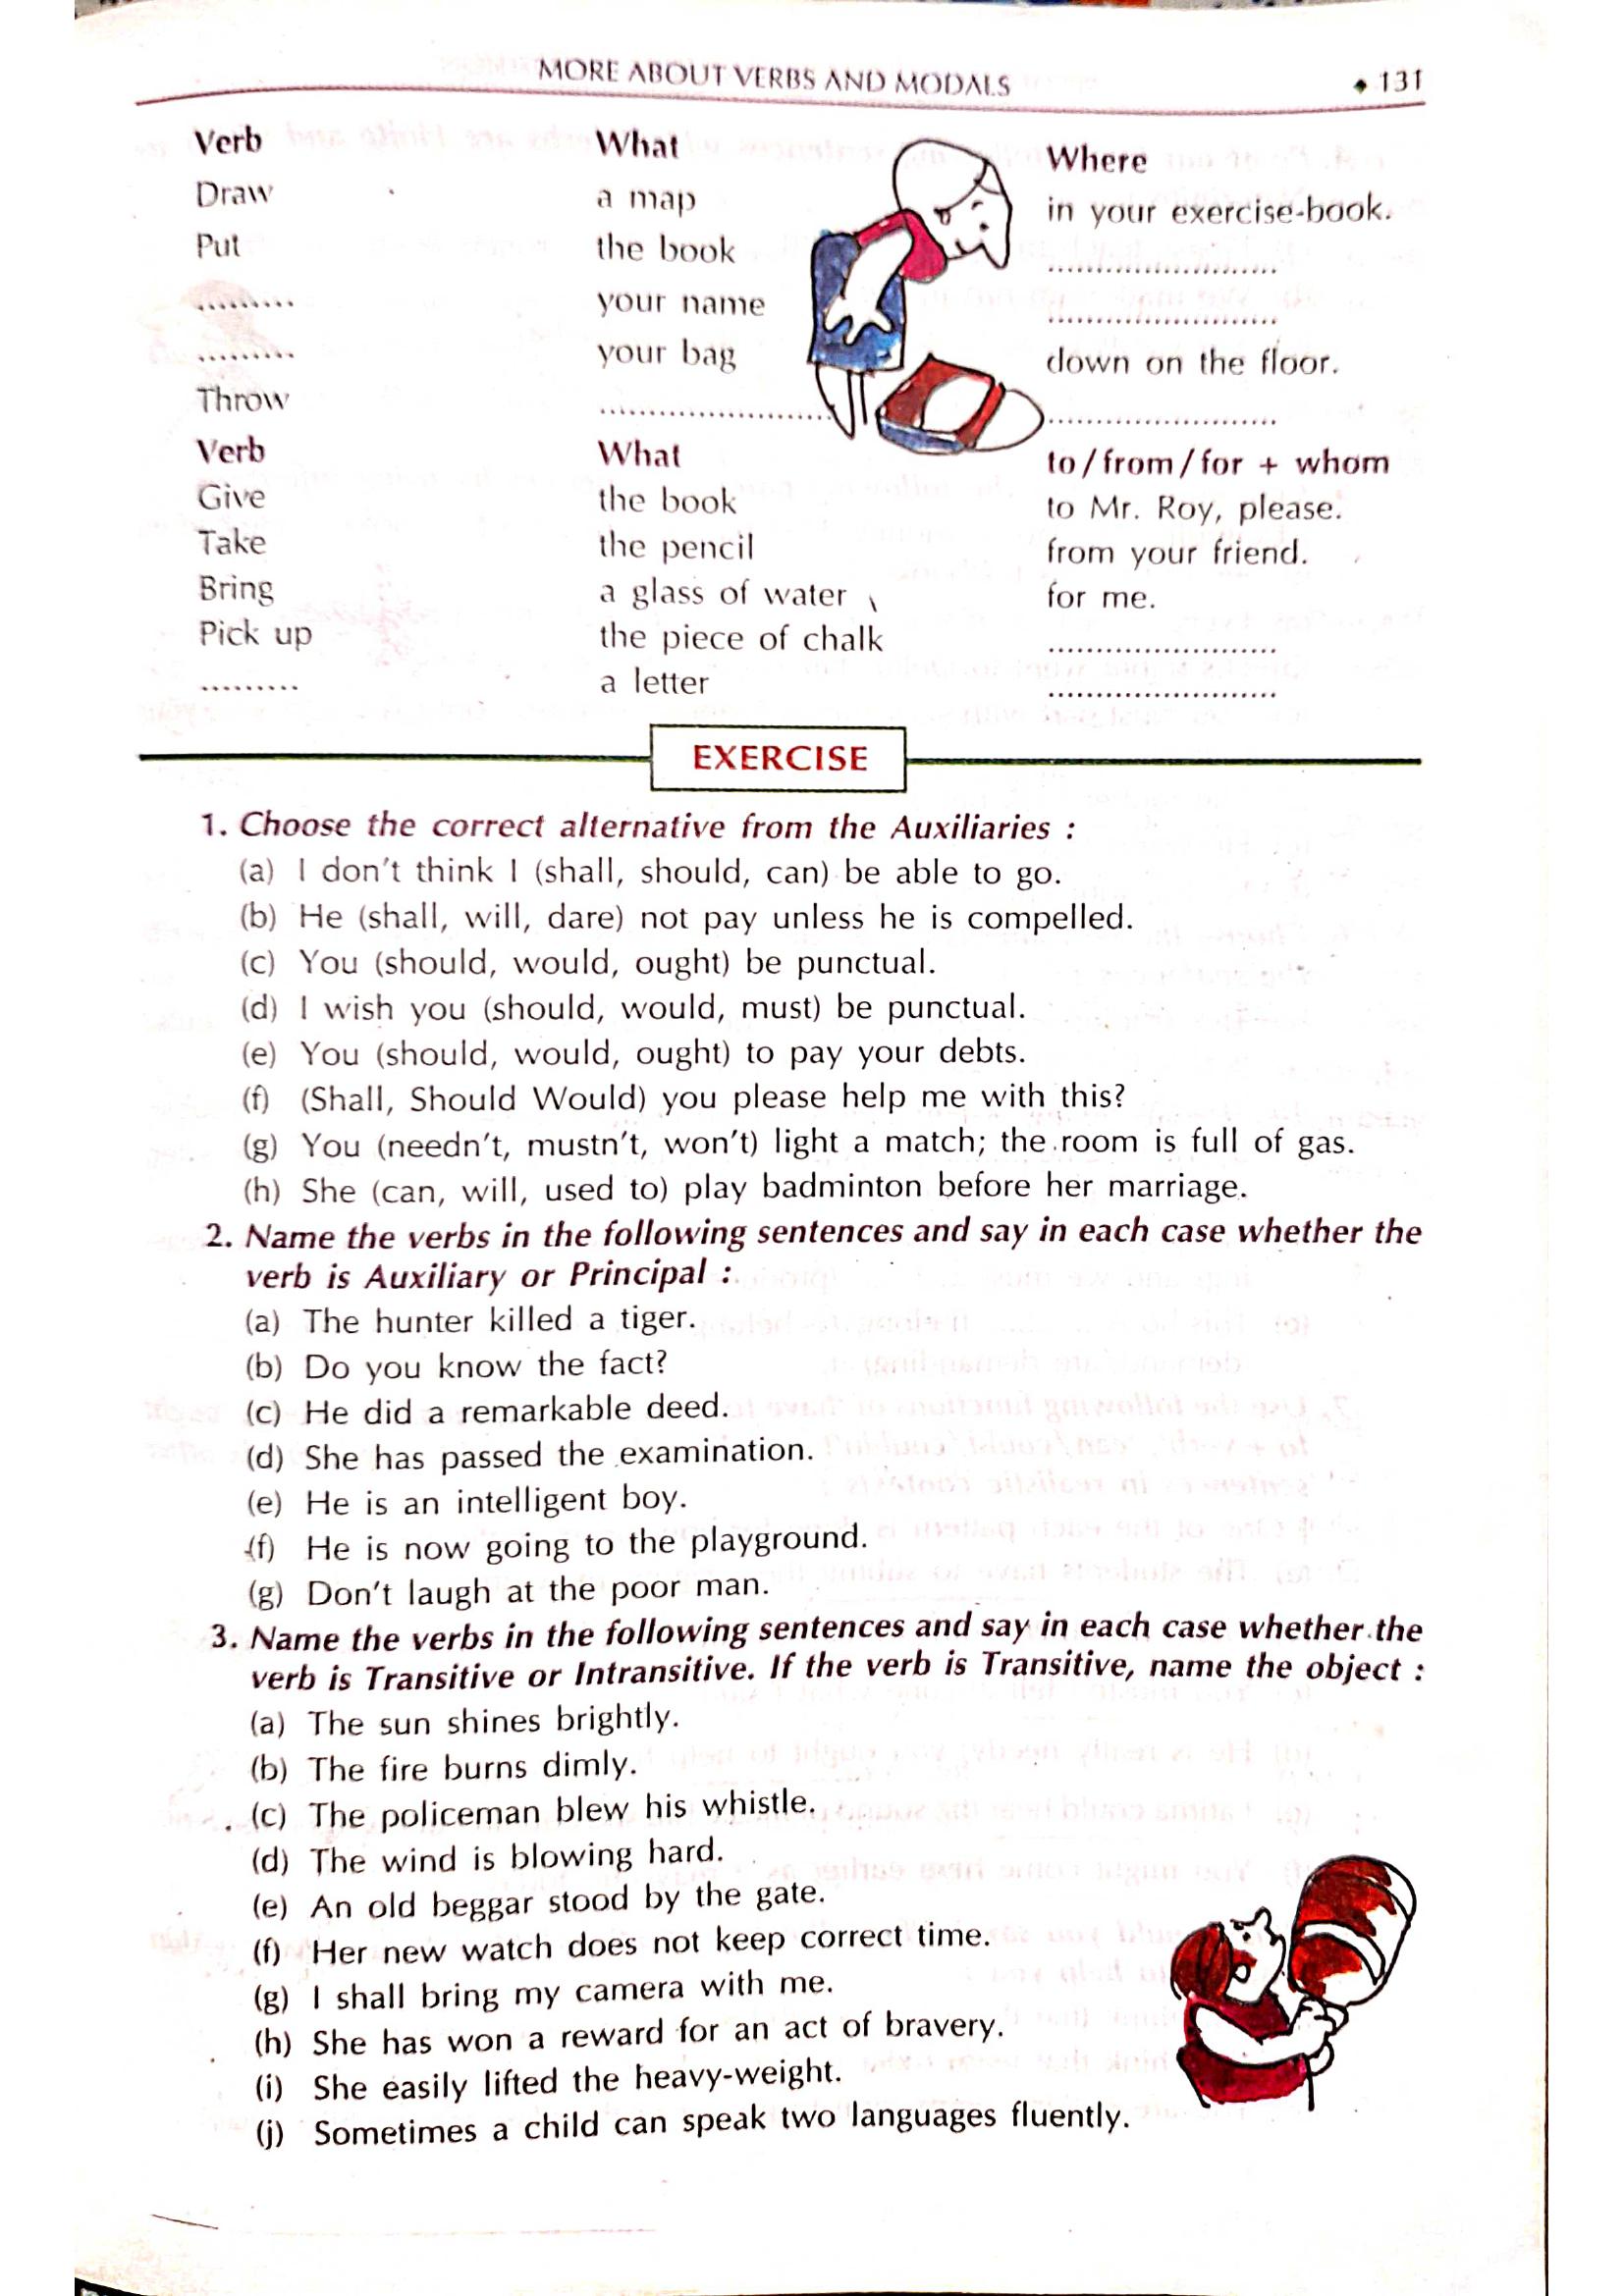 MORE ABOUT VERBS AND MODALS ◆ 131
Verb What Where
Draw a map in your exercise-book.
Put the book ........................
......... your name ........................
......... your bag down on the floor.
Throw ........................ ........................
Verb What to/from/for + whom
Give the book to Mr. Roy, please.
Take the pencil from your friend.
Bring a glass of water for me.
Pick up the piece of chalk ........................
......... a letter ........................
EXERCISE
1. Choose the correct alternative from the Auxiliaries :
(a) I don't think I (shall, should, can) be able to go.
(b) He (shall, will, dare) not pay unless he is compelled.
(c) You (should, would, ought) be punctual.
(d) I wish you (should, would, must) be punctual.
(e) You (should, would, ought) to pay your debts.
(f) (Shall, Should Would) you please help me with this?
(g) You (needn't, mustn't, won't) light a match; the room is full of gas.
(h) She (can, will, used to) play badminton before her marriage.
2. Name the verbs in the following sentences and say in each case whether the
verb is Auxiliary or Principal :
(a) The hunter killed a tiger.
(b) Do you know the fact?
(c) He did a remarkable deed.
(d) She has passed the examination.
(e) He is an intelligent boy.
(f) He is now going to the playground.
(g) Don't laugh at the poor man.
3. Name the verbs in the following sentences and say in each case whether the
verb is Transitive or Intransitive. If the verb is Transitive, name the object :
(a) The sun shines brightly.
(b) The fire burns dimly.
(c) The policeman blew his whistle.
(d) The wind is blowing hard.
(e) An old beggar stood by the gate.
(f) Her new watch does not keep correct time.
(g) I shall bring my camera with me.
(h) She has won a reward for an act of bravery.
(i) She easily lifted the heavy-weight.
(j) Sometimes a child can speak two languages fluently.